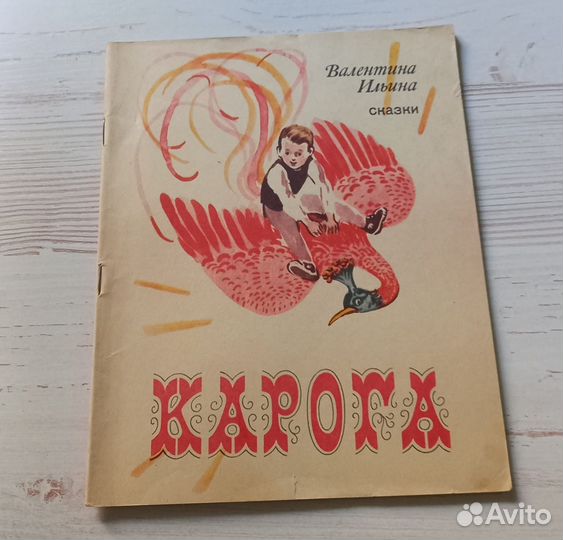 Валентина
Ильина
сказки
КАРОГА
Avito